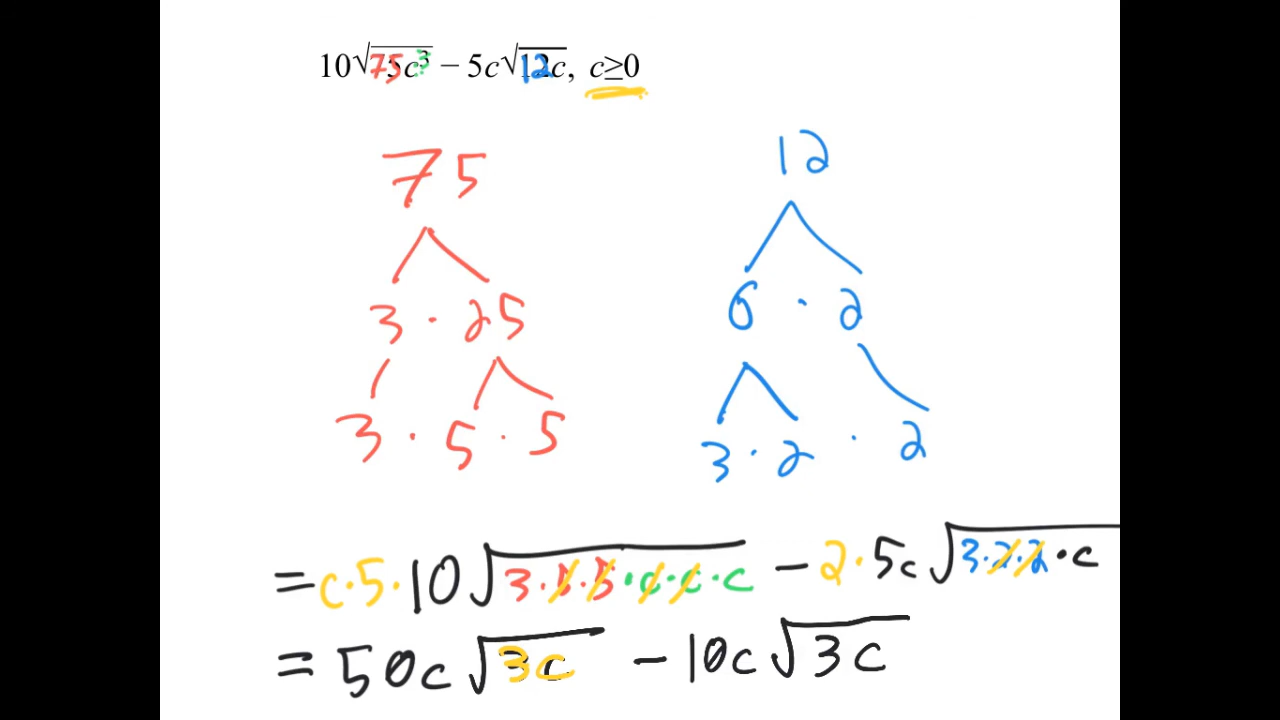 10√75c³ − 5c√12c, c≥0
75
12
3 · 25
6 · 2
3 · 5 · 5
3 · 2 · 2
= c·5·10√3·5·5·c·c·c − 2·5c√3·2·2·c
= 50c√3c − 10c√3c